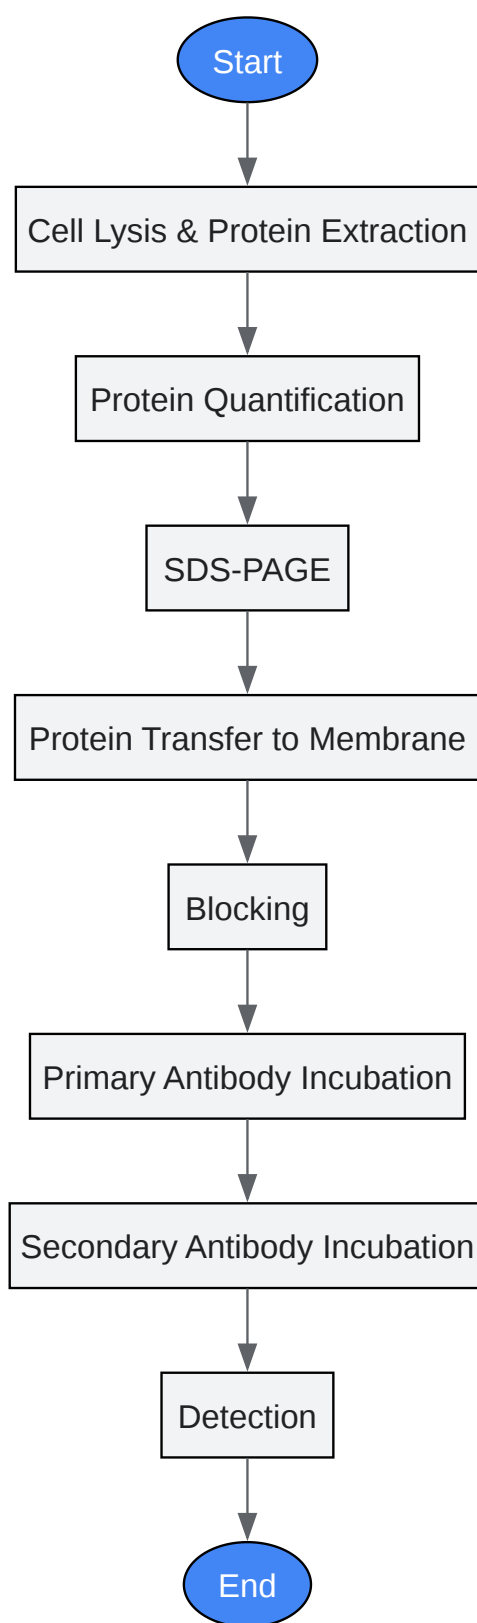 Start
Cell Lysis & Protein Extraction
Protein Quantification
SDS-PAGE
Protein Transfer to Membrane
Blocking
Primary Antibody Incubation
Secondary Antibody Incubation
Detection
End